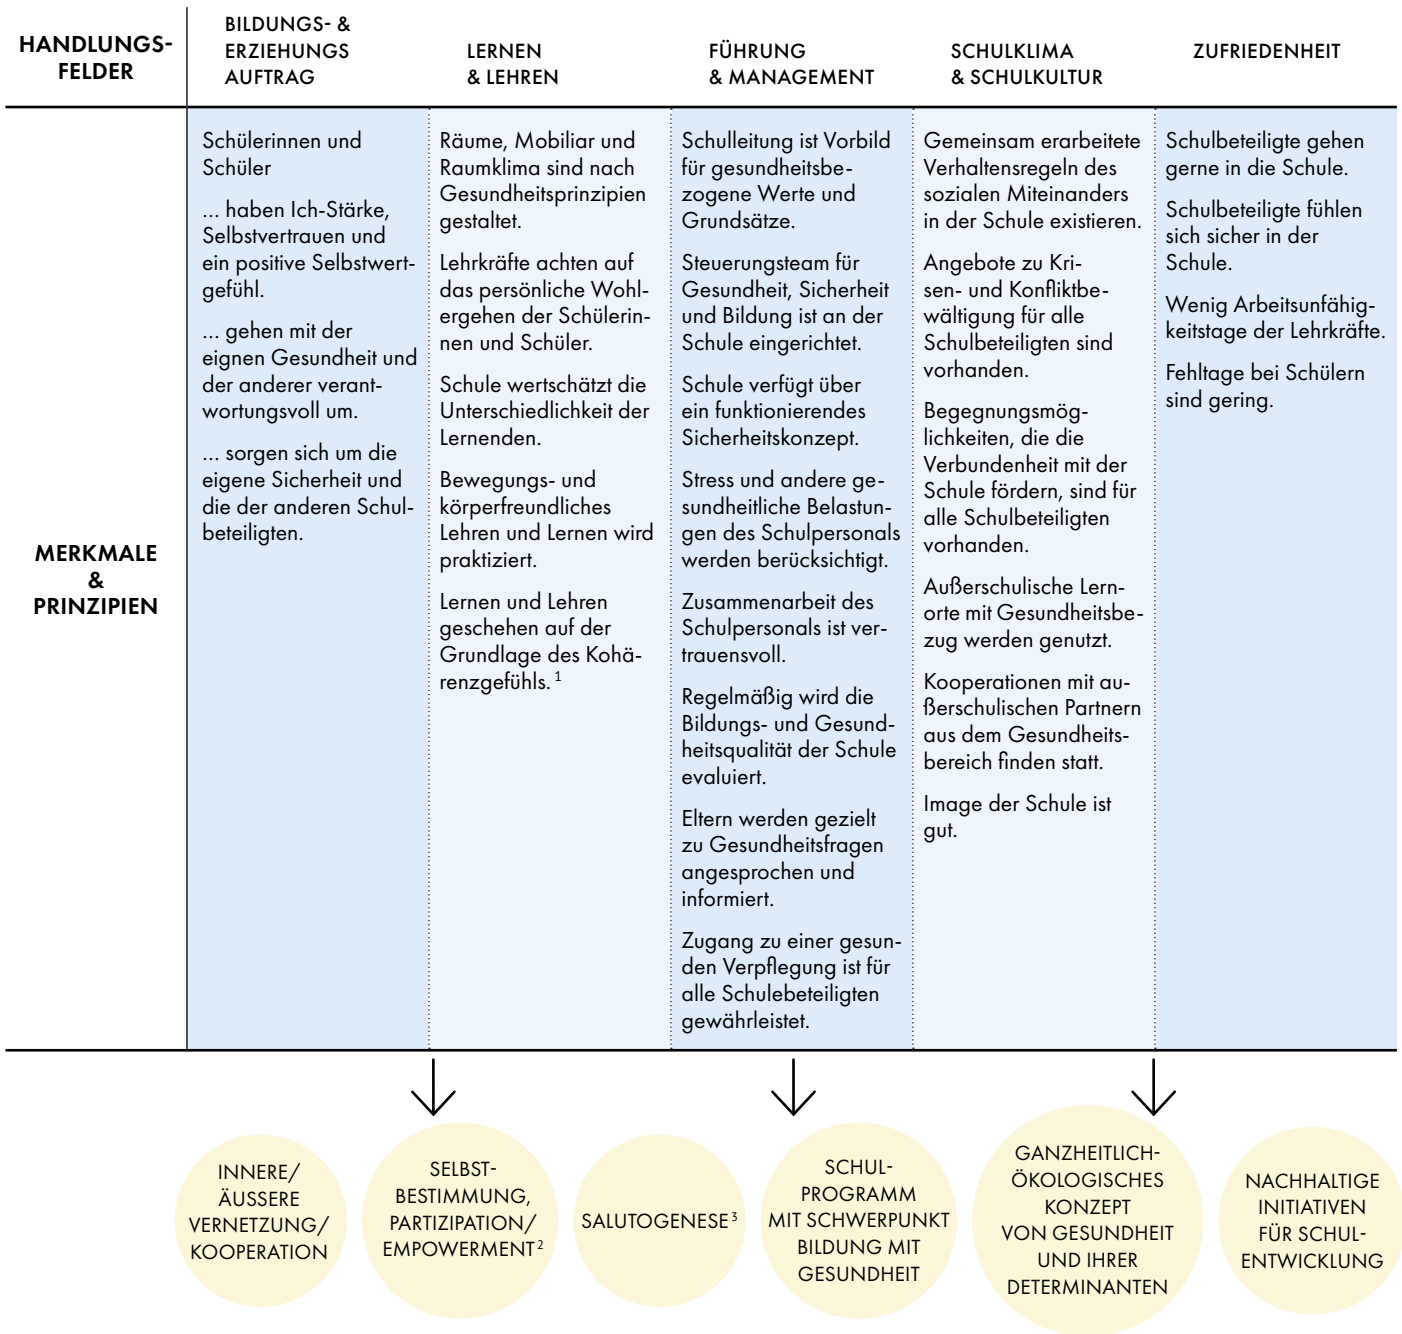 HANDLUNGS-
FELDER
BILDUNGS- &
ERZIEHUNGS
AUFTRAG
LERNEN
& LEHREN
FÜHRUNG
& MANAGEMENT
SCHULKLIMA
& SCHULKULTUR
ZUFRIEDENHEIT
MERKMALE
&
PRINZIPIEN
Schülerinnen und
Schüler
... haben Ich-Stärke,
Selbstvertrauen und
ein positive Selbstwert-
gefühl.
... gehen mit der
eignen Gesundheit und
der anderer verant-
wortungsvoll um.
... sorgen sich um die
eigene Sicherheit und
die der anderen Schul-
beteiligten.
Räume, Mobiliar und
Raumklima sind nach
Gesundheitsprinzipien
gestaltet.
Lehrkräfte achten auf
das persönliche Wohl-
ergehen der Schülerin-
nen und Schüler.
Schule wertschätzt die
Unterschiedlichkeit der
Lernenden.
Bewegungs- und
körperfreundliches
Lehren und Lernen wird
praktiziert.
Lernen und Lehren
geschehen auf der
Grundlage des Kohä-
renzgefühls. 1
Schulleitung ist Vorbild
für gesundheitsbe-
zogene Werte und
Grundsätze.
Steuerungsteam für
Gesundheit, Sicherheit
und Bildung ist an der
Schule eingerichtet.
Schule verfügt über
ein funktionierendes
Sicherheitskonzept.
Stress und andere ge-
sundheitliche Belastun-
gen des Schulpersonals
werden berücksichtigt.
Zusammenarbeit des
Schulpersonals ist ver-
trauensvoll.
Regelmäßig wird die
Bildungs- und Gesund-
heitsqualität der Schule
evaluiert.
Eltern werden gezielt
zu Gesundheitsfragen
angesprochen und
informiert.
Zugang zu einer gesun-
den Verpflegung ist für
alle Schulebeteiligten
gewährleistet.
Gemeinsam erarbeitete
Verhaltensregeln des
sozialen Miteinanders
in der Schule existieren.
Angebote zu Kri-
sen- und Konfliktbe-
wältigung für alle
Schulbeteiligten sind
vorhanden.
Begegnungsmög-
lichkeiten, die die
Verbundenheit mit der
Schule fördern, sind für
alle Schulbeteiligten
vorhanden.
Außerschulische Lern-
orte mit Gesundheitsbe-
zug werden genutzt.
Kooperationen mit au-
ßerschulischen Partnern
aus dem Gesundheits-
bereich finden statt.
Image der Schule ist
gut.
Schulbeteiligte gehen
gerne in die Schule.
Schulbeteiligte fühlen
sich sicher in der
Schule.
Wenig Arbeitsunfähig-
keitstage der Lehrkräfte.
Fehltage bei Schülern
sind gering.
INNERE/
ÄUSSERE
VERNETZUNG/
KOOPERATION
SELBST-
BESTIMMUNG,
PARTIZIPATION/
EMPOWERMENT 2
SALUTOGENESE 3
SCHUL-
PROGRAMM
MIT SCHWERPUNKT
BILDUNG MIT
GESUNDHEIT
GANZHEITLICH-
ÖKOLOGISCHES
KONZEPT
VON GESUNDHEIT
UND IHRER
DETERMINANTEN
NACHHALTIGE
INITIATIVEN
FÜR SCHUL-
ENTWICKLUNG